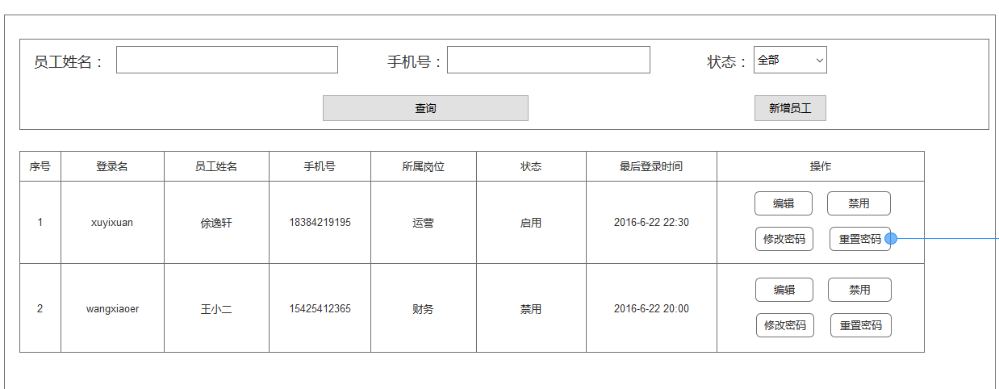 员工姓名： 手机号： 状态： 全部
查询 新增员工
序号 登录名 员工姓名 手机号 所属岗位 状态 最后登录时间 操作
编辑 禁用
1 xuyixuan 徐逸轩 18384219195 运营 启用 2016-6-22 22:30
修改密码 重置密码
编辑 禁用
2 wangxiaoer 王小二 15425412365 财务 禁用 2016-6-22 20:00
修改密码 重置密码